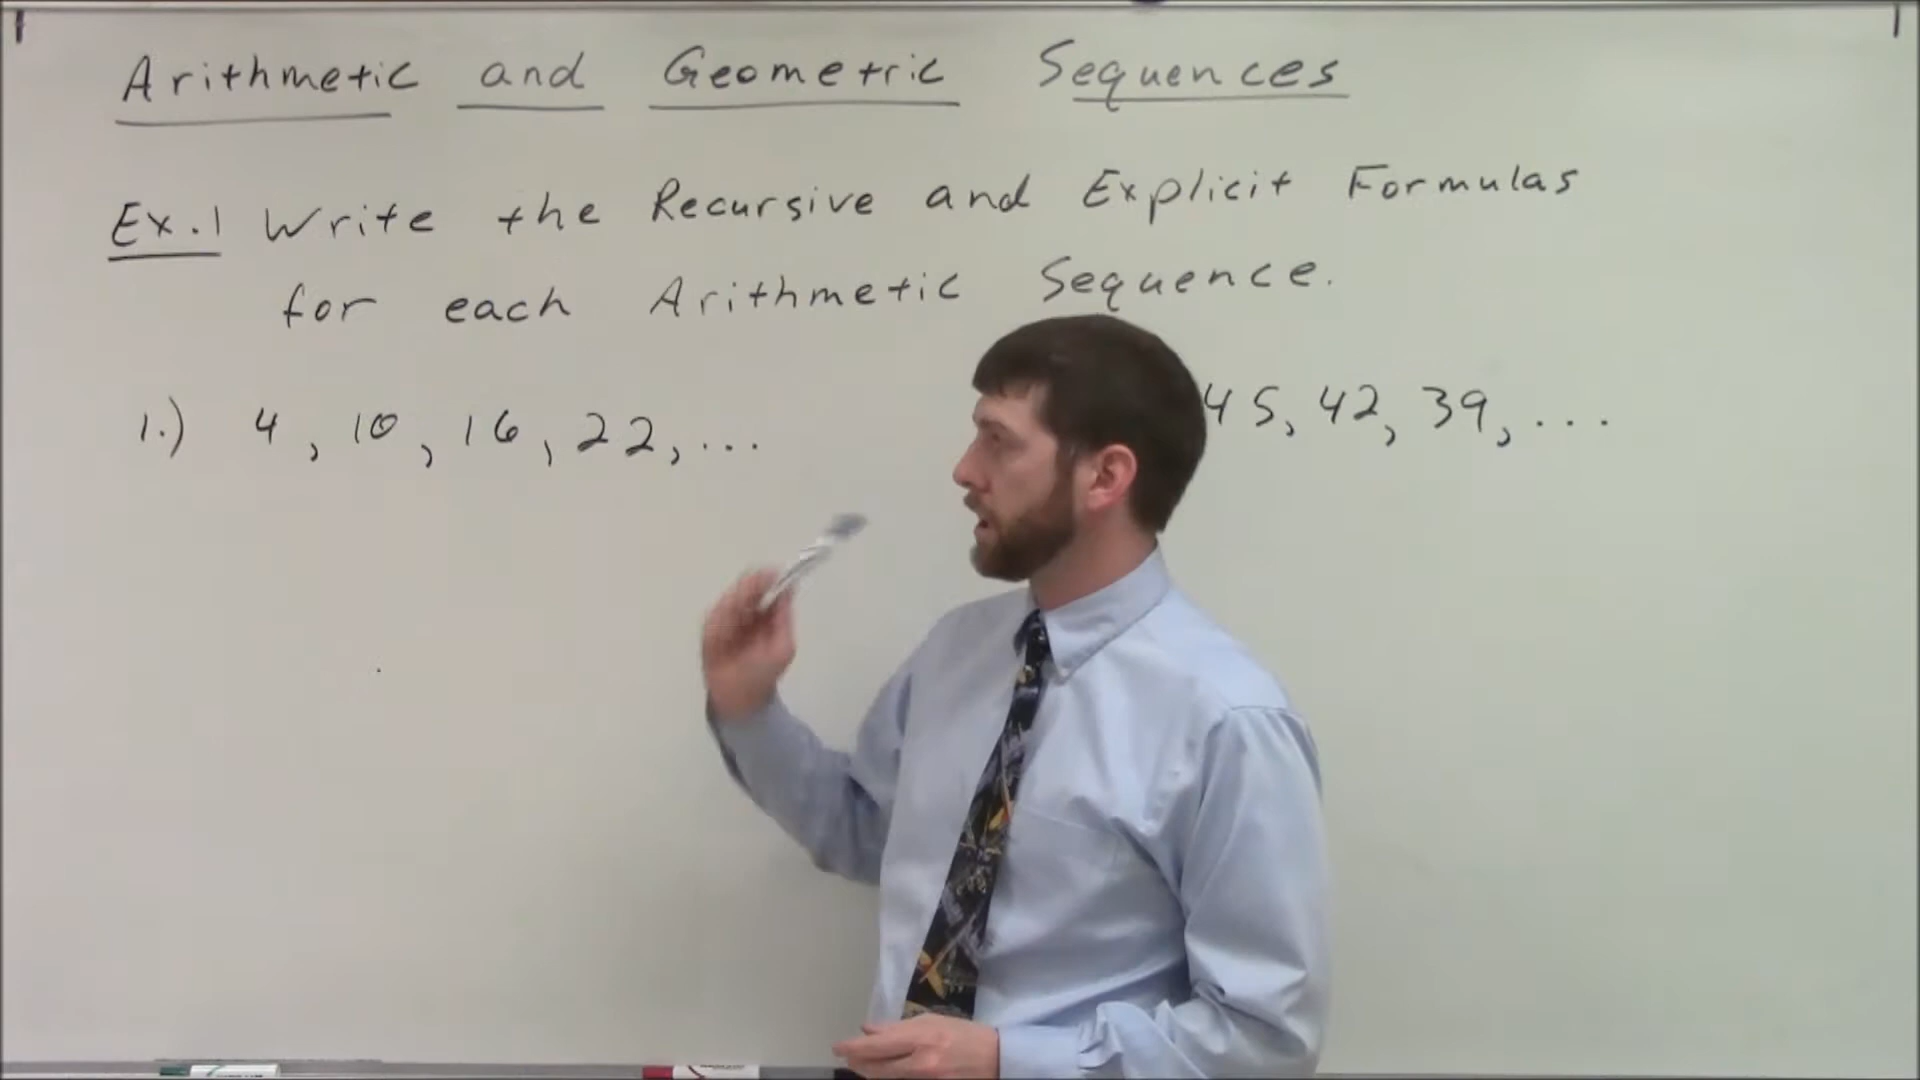 Arithmetic and Geometric Sequences
Ex.1 Write the Recursive and Explicit Formulas
for each Arithmetic Sequence.
1.) 4, 10, 16, 22, ...
45, 42, 39, ...